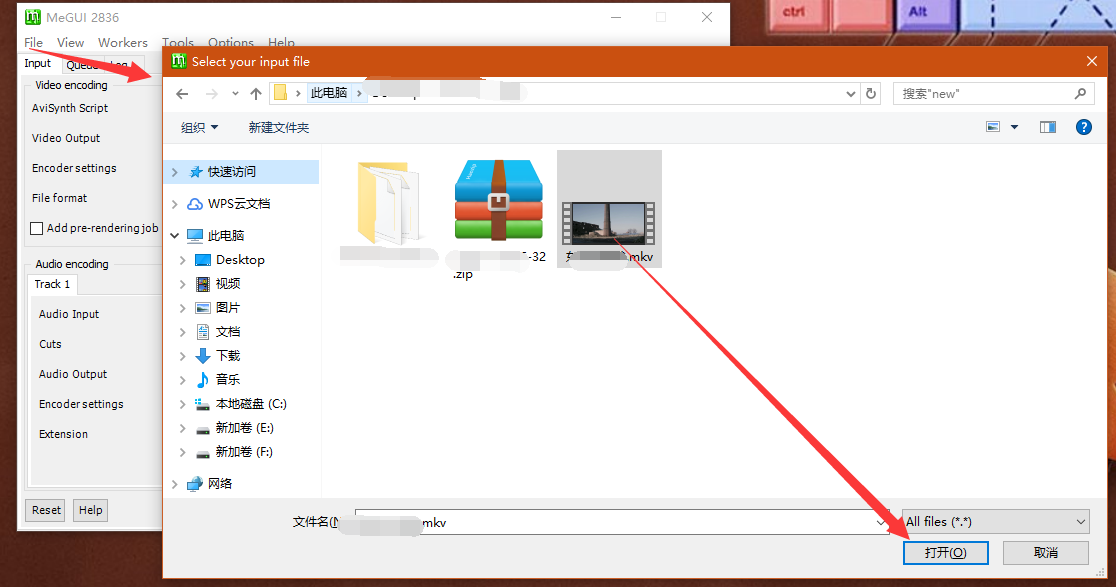 ctrl
Alt
MeGUI 2836
File View Workers Tools Options Help
Input Queue Log
Video encoding
AviSynth Script
Video Output
Encoder settings
File format
Add pre-rendering job
Audio encoding
Track 1
Audio Input
Cuts
Audio Output
Encoder settings
Extension
Reset Help
Select your input file
此电脑
搜索"new"
组织 新建文件夹
快速访问
WPS云文档
此电脑
Desktop
视频
图片
文档
下载
音乐
本地磁盘 (C:)
新加卷 (E:)
新加卷 (F:)
网络
-32
.zip
.mkv
文件名(N
mkv
All files (*.*)
打开(O) 取消